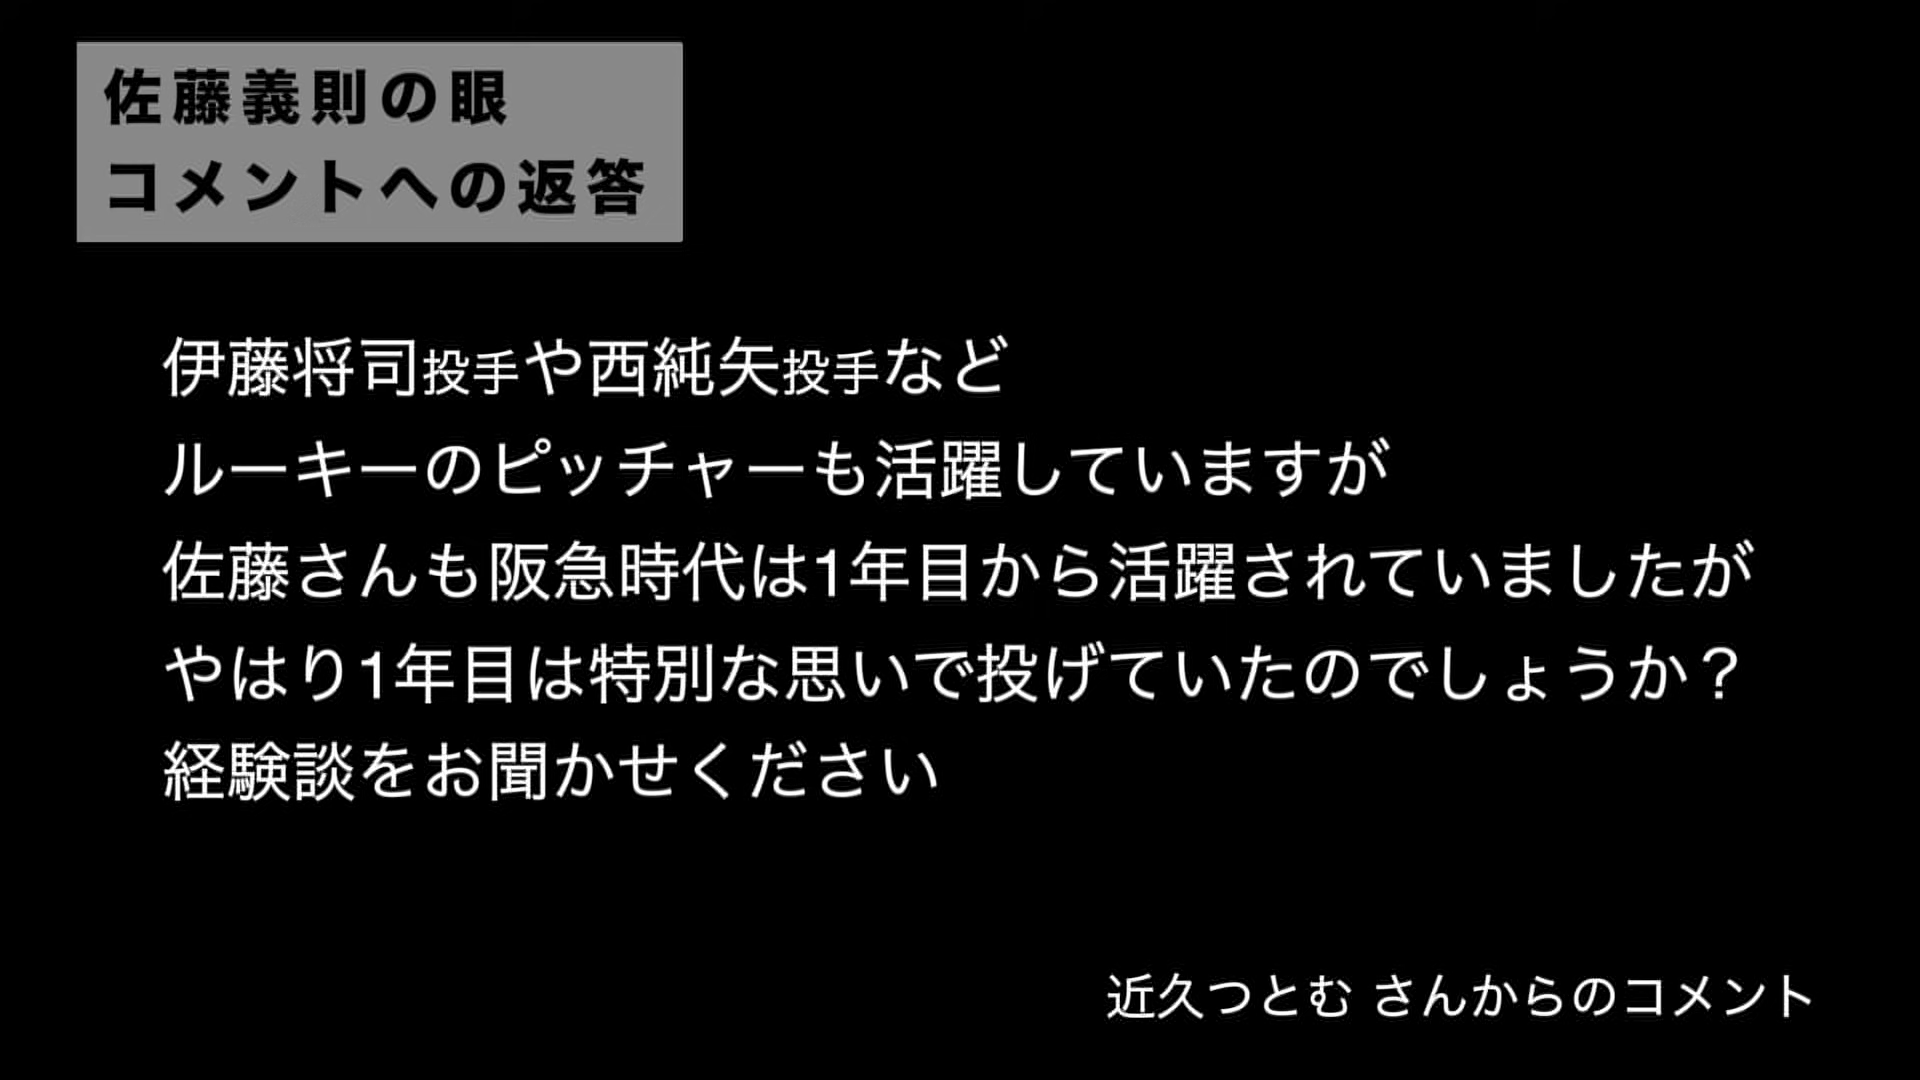 佐藤義則の眼
コメントへの返答
伊藤将司投手や西純矢投手など
ルーキーのピッチャーも活躍していますが
佐藤さんも阪急時代は1年目から活躍されていましたが
やはり1年目は特別な思いで投げていたのでしょうか？
経験談をお聞かせください
近久つとむ さんからのコメント